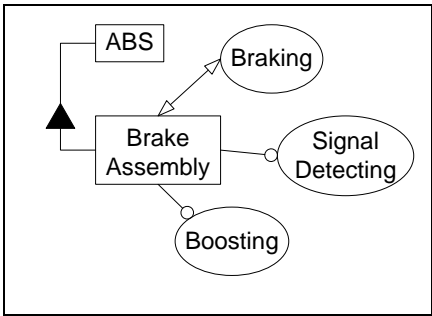 ABS
Braking
Brake
Assembly
Signal
Detecting
Boosting